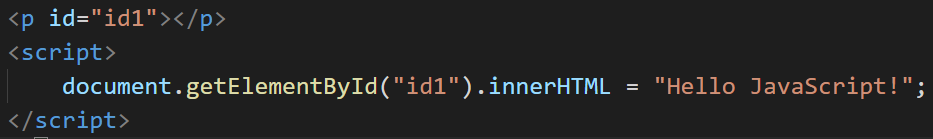 <p id="id1"></p>
<script>
    document.getElementById("id1").innerHTML = "Hello JavaScript!";
</script>